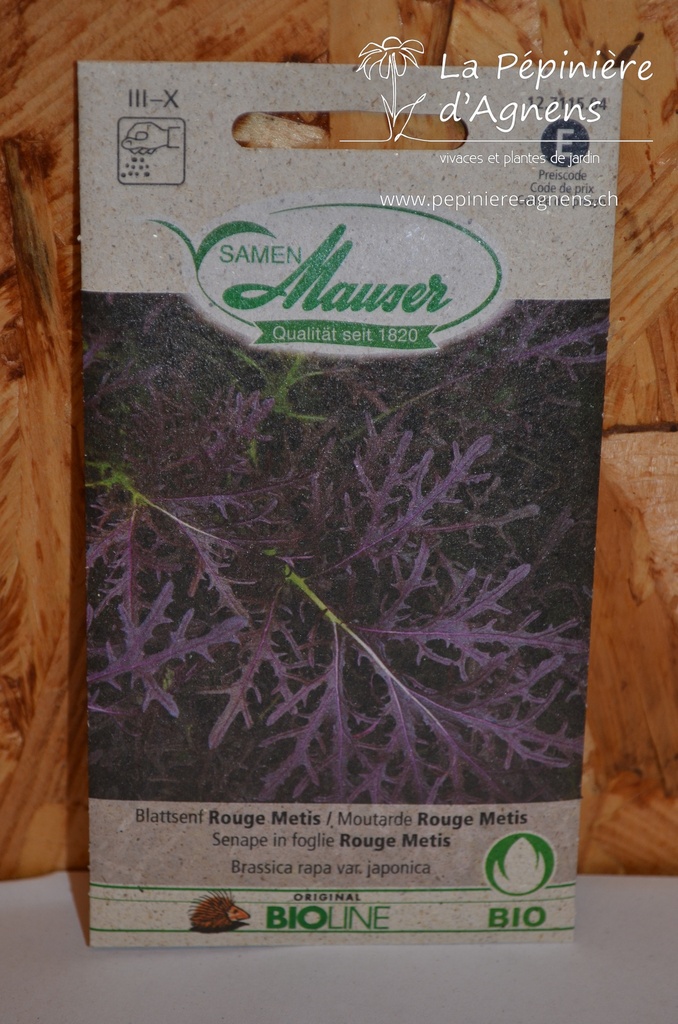 La Pépinière
d'Agnens
vivaces et plantes de jardin
www.pepiniere-agnens.ch
III–X
E
Preiscode
Code de prix
SAMEN
Mauser
Qualität seit 1820
Blattsenf Rouge Metis / Moutarde Rouge Metis
Senape in foglie Rouge Metis
Brassica rapa var. japonica
ORIGINAL
BIOLINE
BIO